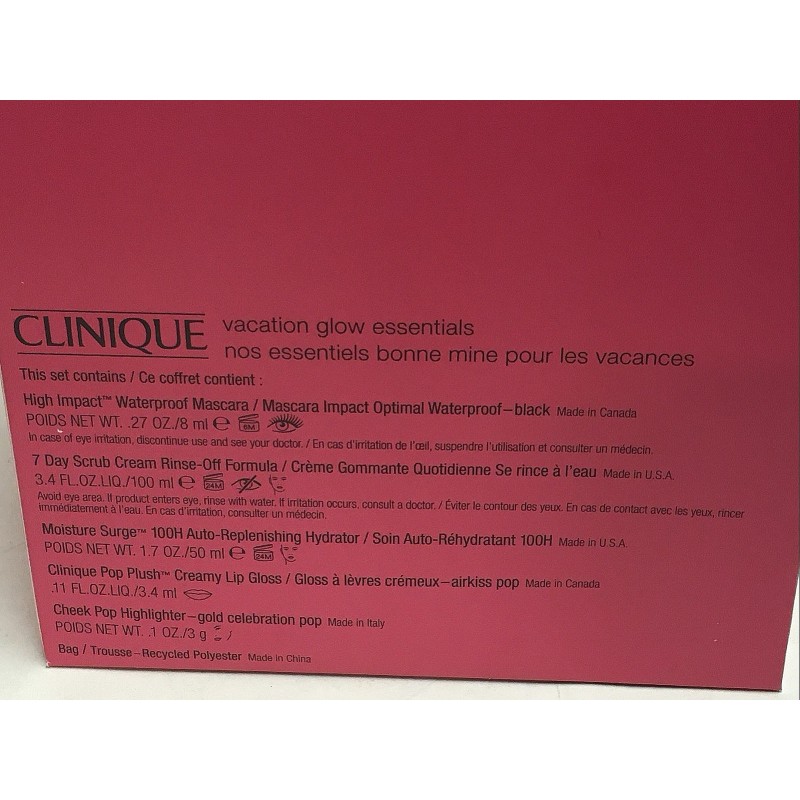 CLINIQUE vacation glow essentials
nos essentiels bonne mine pour les vacances
This set contains / Ce coffret contient :
High Impact™ Waterproof Mascara / Mascara Impact Optimal Waterproof–black Made in Canada
POIDS NET WT. .27 OZ./8 ml ℮ 6M
In case of eye irritation, discontinue use and see your doctor. / En cas d'irritation de l'œil, suspendre l'utilisation et consulter un médecin.
7 Day Scrub Cream Rinse-Off Formula / Crème Gommante Quotidienne Se rince à l'eau Made in U.S.A.
3.4 FL.OZ.LIQ./100 ml ℮ 24M
Avoid eye area. If product enters eye, rinse with water. If irritation occurs, consult a doctor. / Éviter le contour des yeux. En cas de contact avec les yeux, rincer
immédiatement à l'eau. En cas d'irritation, consulter un médecin.
Moisture Surge™ 100H Auto-Replenishing Hydrator / Soin Auto-Réhydratant 100H Made in U.S.A.
POIDS NET WT. 1.7 OZ./50 ml ℮ 24M
Clinique Pop Plush™ Creamy Lip Gloss / Gloss à lèvres crémeux–airkiss pop Made in Canada
.11 FL.OZ.LIQ./3.4 ml
Cheek Pop Highlighter–gold celebration pop Made in Italy
POIDS NET WT. .1 OZ./3 g
Bag / Trousse–Recycled Polyester Made in China